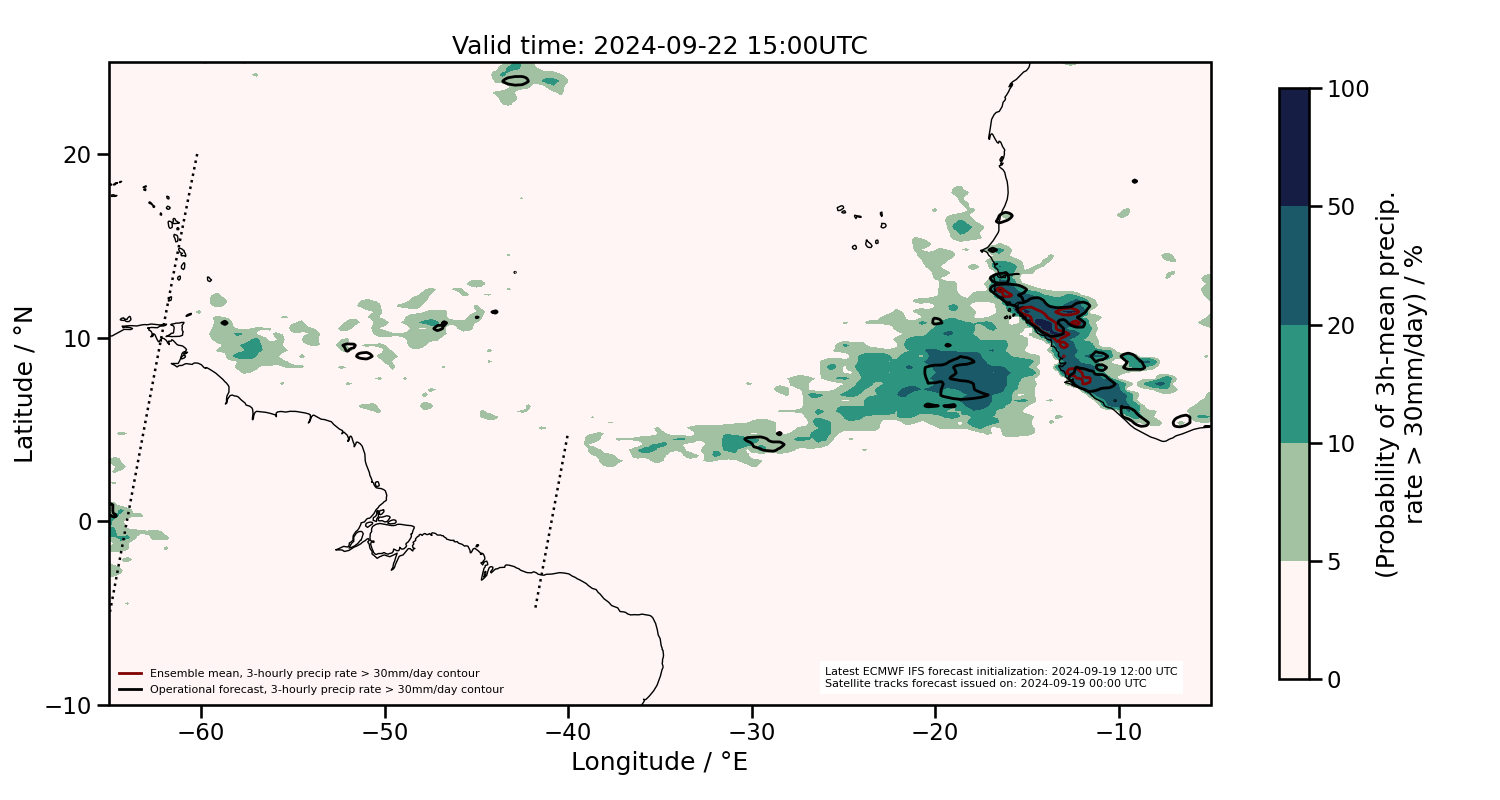 Valid time: 2024-09-22 15:00UTC
Latitude / °N
20
10
0
−10
−60
−50
−40
−30
−20
−10
Longitude / °E
Ensemble mean, 3-hourly precip rate > 30mm/day contour
Operational forecast, 3-hourly precip rate > 30mm/day contour
Latest ECMWF IFS forecast initialization: 2024-09-19 12:00 UTC
Satellite tracks forecast issued on: 2024-09-19 00:00 UTC
100
50
20
10
5
0
(Probability of 3h-mean precip.
rate > 30mm/day) / %